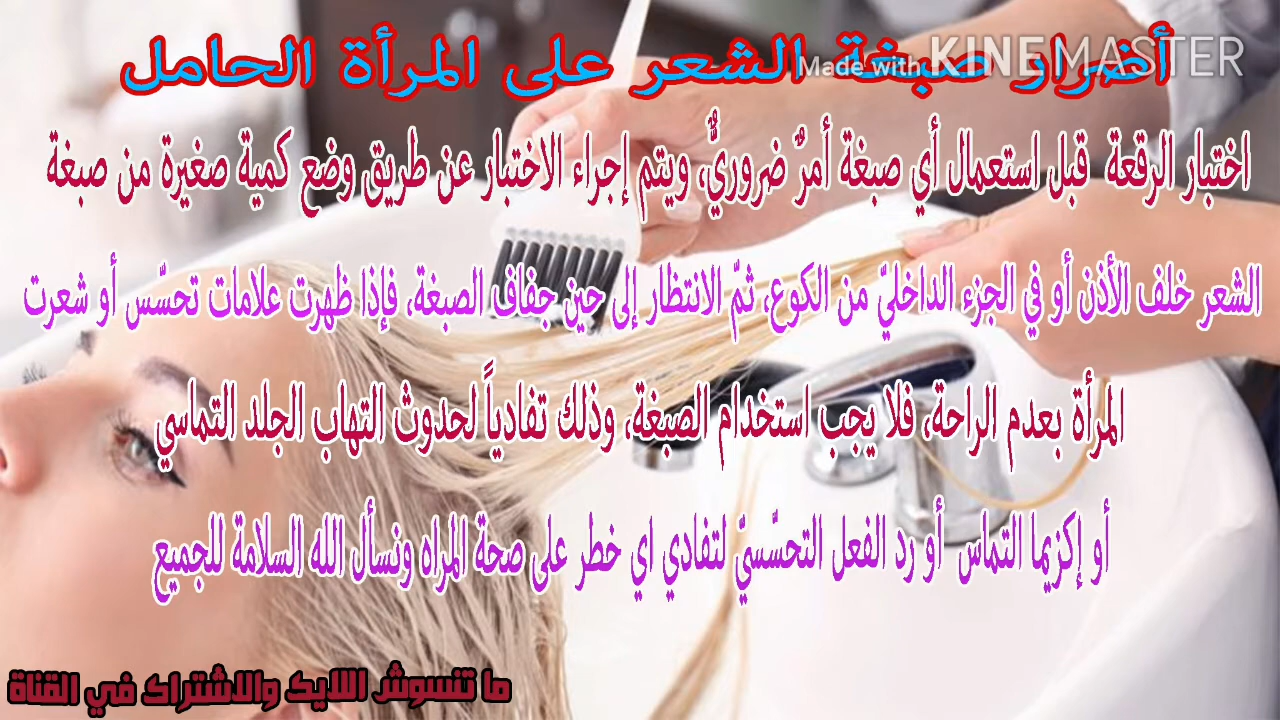 أضرار صبغة الشعر على المرأة الحامل
Made with KINEMASTER
اختبار الرقعة قبل استعمال أي صبغة أمرٌ ضروريٌّ، ويتم إجراء الاختبار عن طريق وضع كمية صغيرة من صبغة
الشعر خلف الأذن أو في الجزء الداخليّ من الكوع، ثمّ الانتظار إلى حين جفاف الصبغة، فإذا ظهرت علامات تحسّس أو شعرت
المرأة بعدم الراحة، فلا يجب استخدام الصبغة، وذلك تفادياً لحدوث التهاب الجلد التماسي
أو إكزيما التماس أو رد الفعل التحسّسيّ لتفادي اي خطر على صحة المراه ونسأل الله السلامة للجميع
ما تنسوش اللايك والاشتراك في القناة